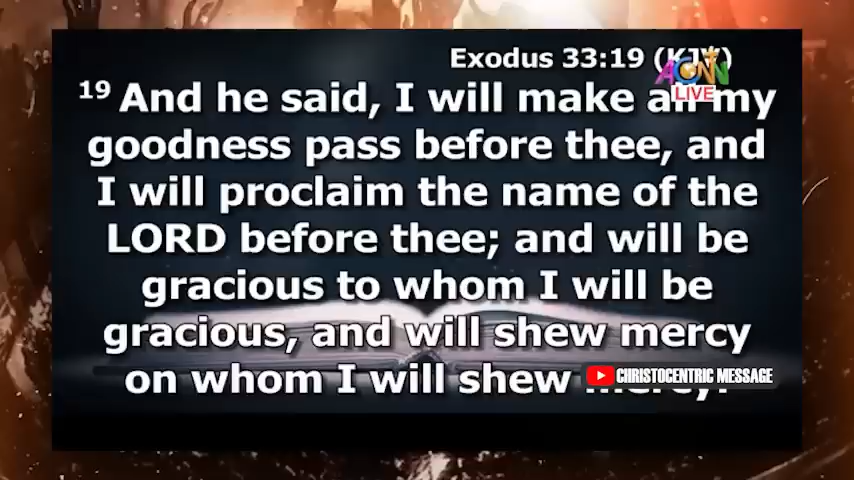 Exodus 33:19 (KJV)
ACNN
LIVE
19 And he said, I will make all my
goodness pass before thee, and
I will proclaim the name of the
LORD before thee; and will be
gracious to whom I will be
gracious, and will shew mercy
on whom I will shew mercy.
CHRISTOCENTRIC MESSAGE